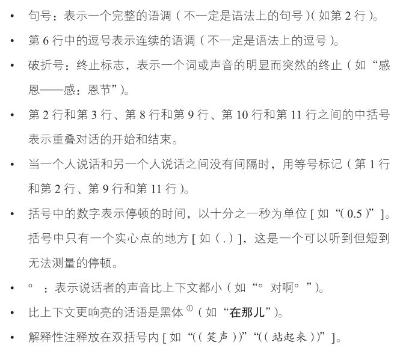 • 句号：表示一个完整的语调（不一定是语法上的句号）（如第 2 行）。
• 第 6 行中的逗号表示连续的语调（不一定是语法上的逗号）。
• 破折号：终止标志，表示一个词或声音的明显而突然的终止（如“感
恩——感：恩节”）。
• 第 2 行和第 3 行、第 8 行和第 9 行、第 10 行和第 11 行之间的中括号
表示重叠对话的开始和结束。
• 当一个人说话和另一个人说话之间没有间隔时，用等号标记（第 1 行
和第 2 行、第 9 行和第 11 行）。
• 括号中的数字表示停顿的时间，以十分之一秒为单位 [ 如“（0.5）”]。
括号中只有一个实心点的地方 [ 如（.）]，这是一个可以听到但短到
无法测量的停顿。
• ° ：表示说话者的声音比上下文都小（如“° 对啊° ”）。
• 比上下文更响亮的话语是黑体①（如“在那儿”）。
• 解释性注释放在双括号内 [ 如“（（笑声））”“（（站起来））”]。